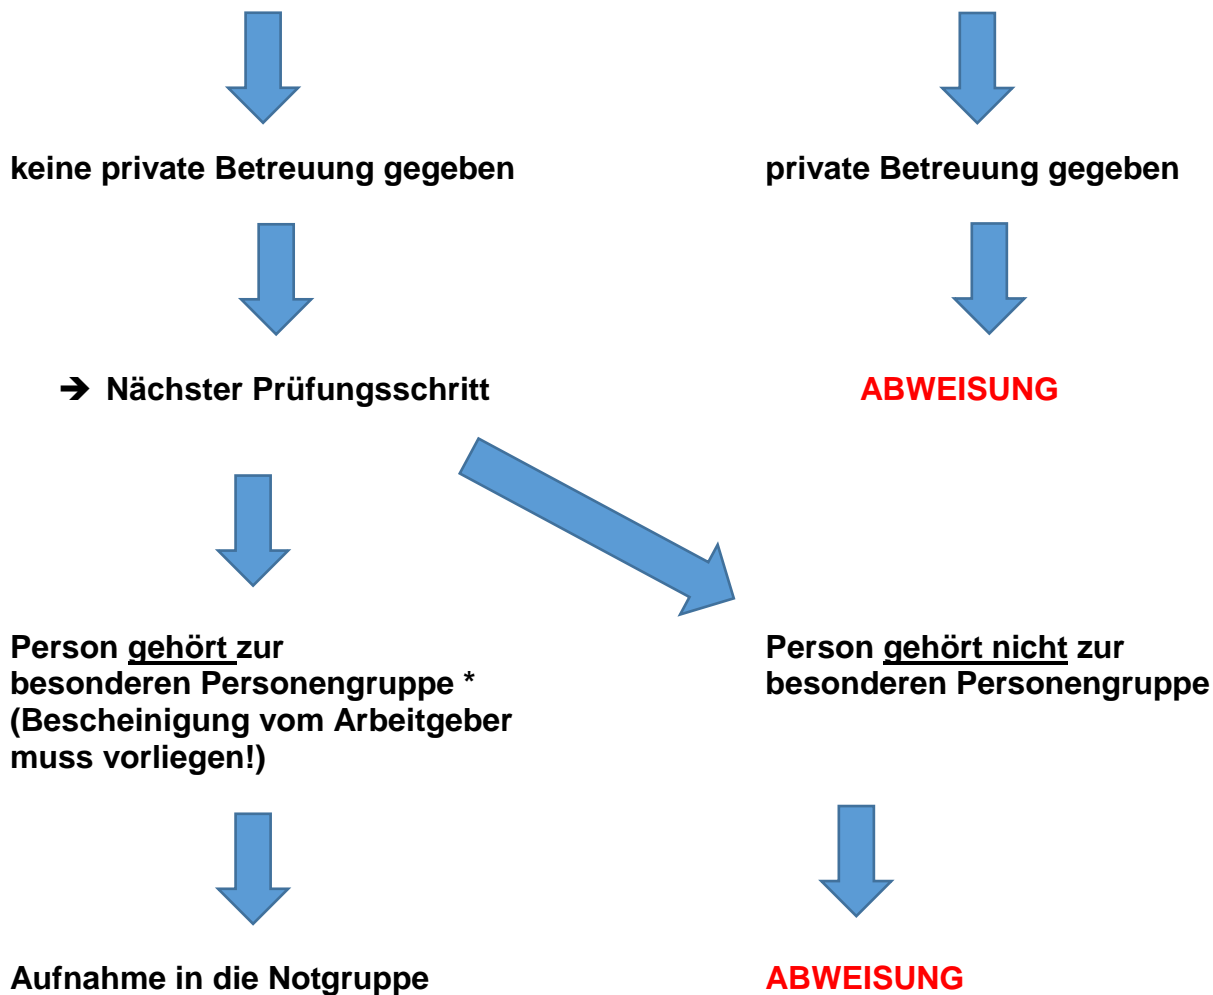 keine private Betreuung gegeben
private Betreuung gegeben
➔ Nächster Prüfungsschritt
ABWEISUNG
Person gehört zur
besonderen Personengruppe *
(Bescheinigung vom Arbeitgeber
muss vorliegen!)
Person gehört nicht zur
besonderen Personengruppe
Aufnahme in die Notgruppe
ABWEISUNG